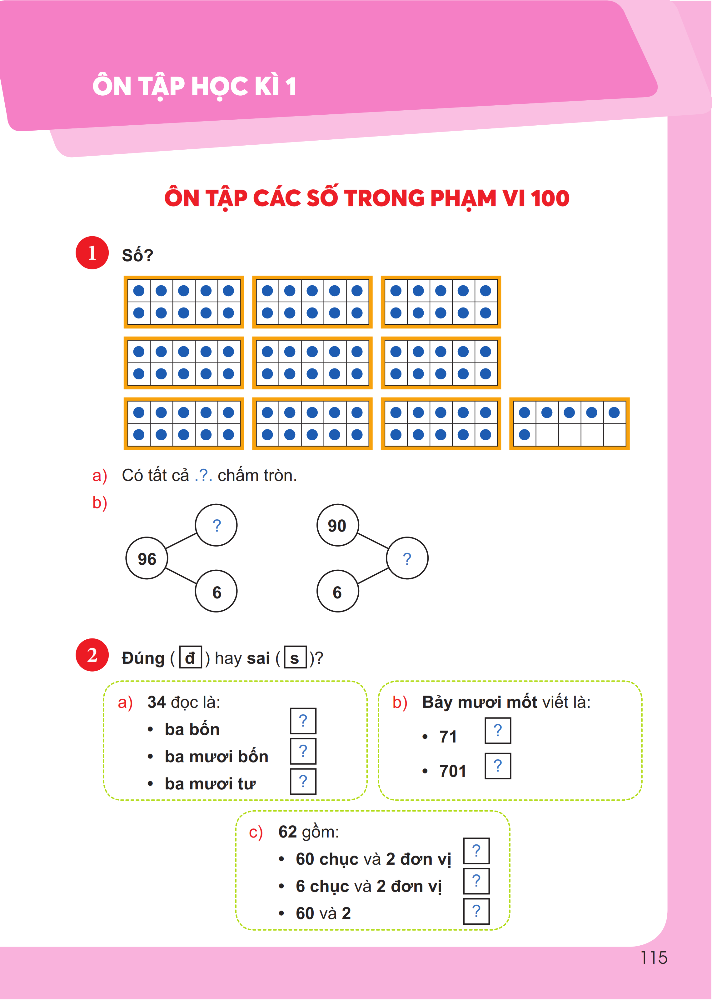 ÔN TẬP HỌC KÌ 1
ÔN TẬP CÁC SỐ TRONG PHẠM VI 100
1 Số?
a) Có tất cả .?. chấm tròn.
b)
? 90
96 ?
6 6
2 Đúng ( đ ) hay sai ( s )?
a) 34 đọc là:
• ba bốn ?
• ba mươi bốn ?
• ba mươi tư ?
b) Bảy mươi mốt viết là:
• 71 ?
• 701 ?
c) 62 gồm:
• 60 chục và 2 đơn vị ?
• 6 chục và 2 đơn vị ?
• 60 và 2 ?
115